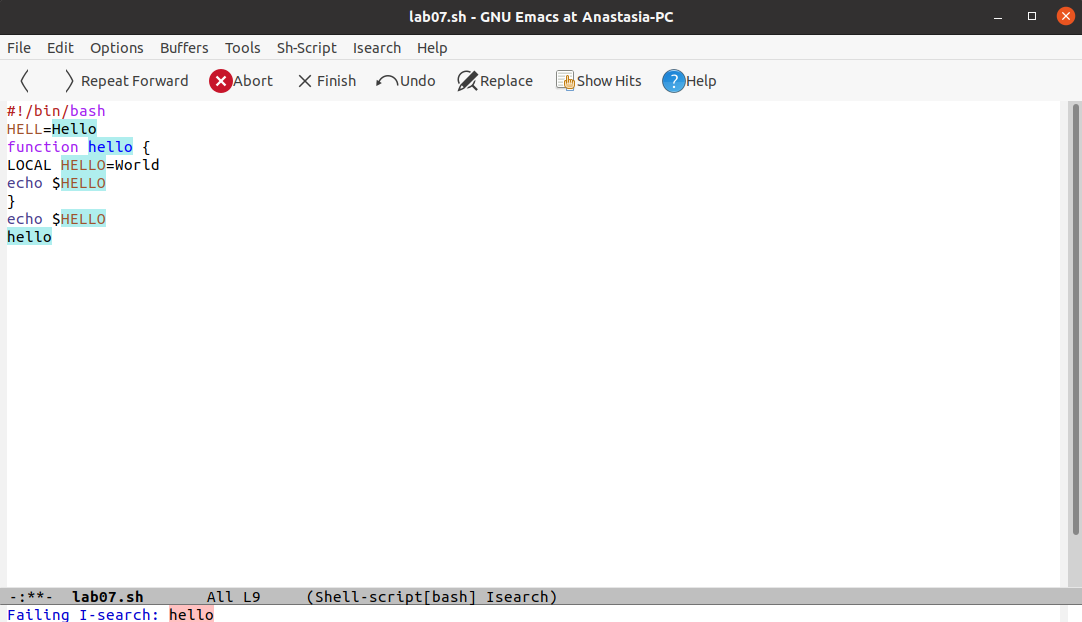 lab07.sh - GNU Emacs at Anastasia-PC
File Edit Options Buffers Tools Sh-Script Isearch Help
Repeat Forward Abort Finish Undo Replace Show Hits Help
#!/bin/bash
HELL=Hello
function hello {
LOCAL HELLO=World
echo $HELLO
}
echo $HELLO
hello
-:**- lab07.sh All L9 (Shell-script[bash] Isearch)
Failing I-search: hello